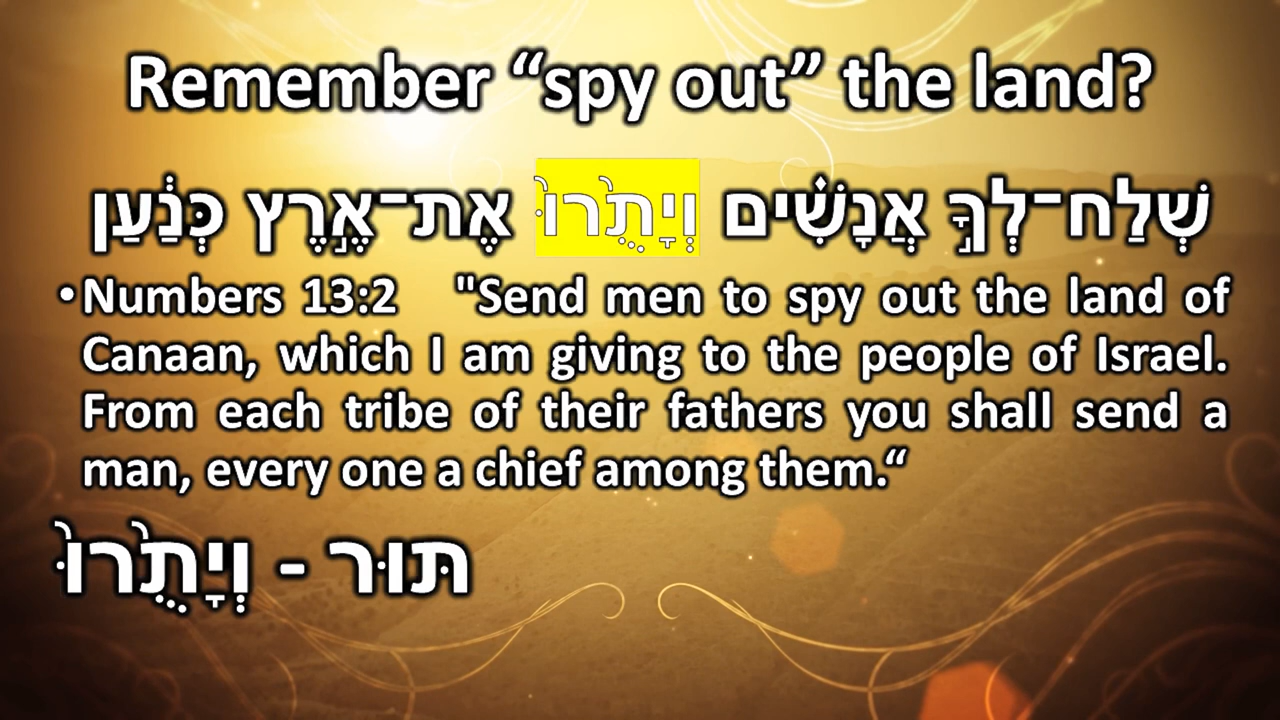 Remember “spy out” the land?
שְׁלַח־לְךָ֣ אֲנָשִׁ֗ים וְיָתֻ֙רוּ֙ אֶת־אֶ֣רֶץ כְּנַ֔עַן
•Numbers 13:2 "Send men to spy out the land of
Canaan, which I am giving to the people of Israel.
From each tribe of their fathers you shall send a
man, every one a chief among them.“
תּוּר - וְיָתֻ֙רוּ֙